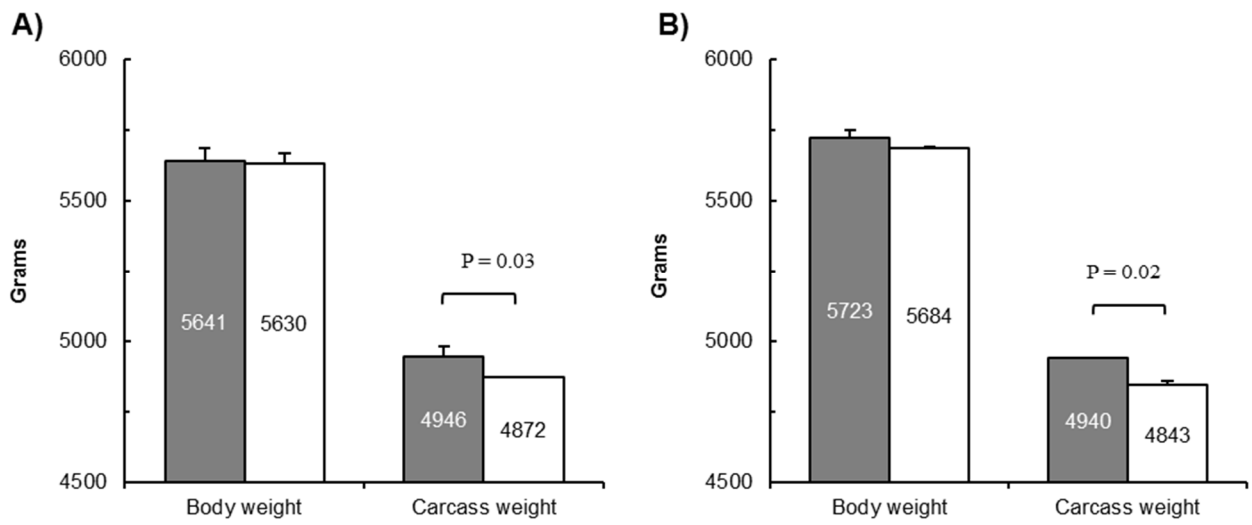 A)
6000
5500
5000
4500
Grams
5641
5630
P = 0.03
4946
4872
Body weight
Carcass weight
B)
6000
5500
5000
4500
Grams
5723
5684
P = 0.02
4940
4843
Body weight
Carcass weight